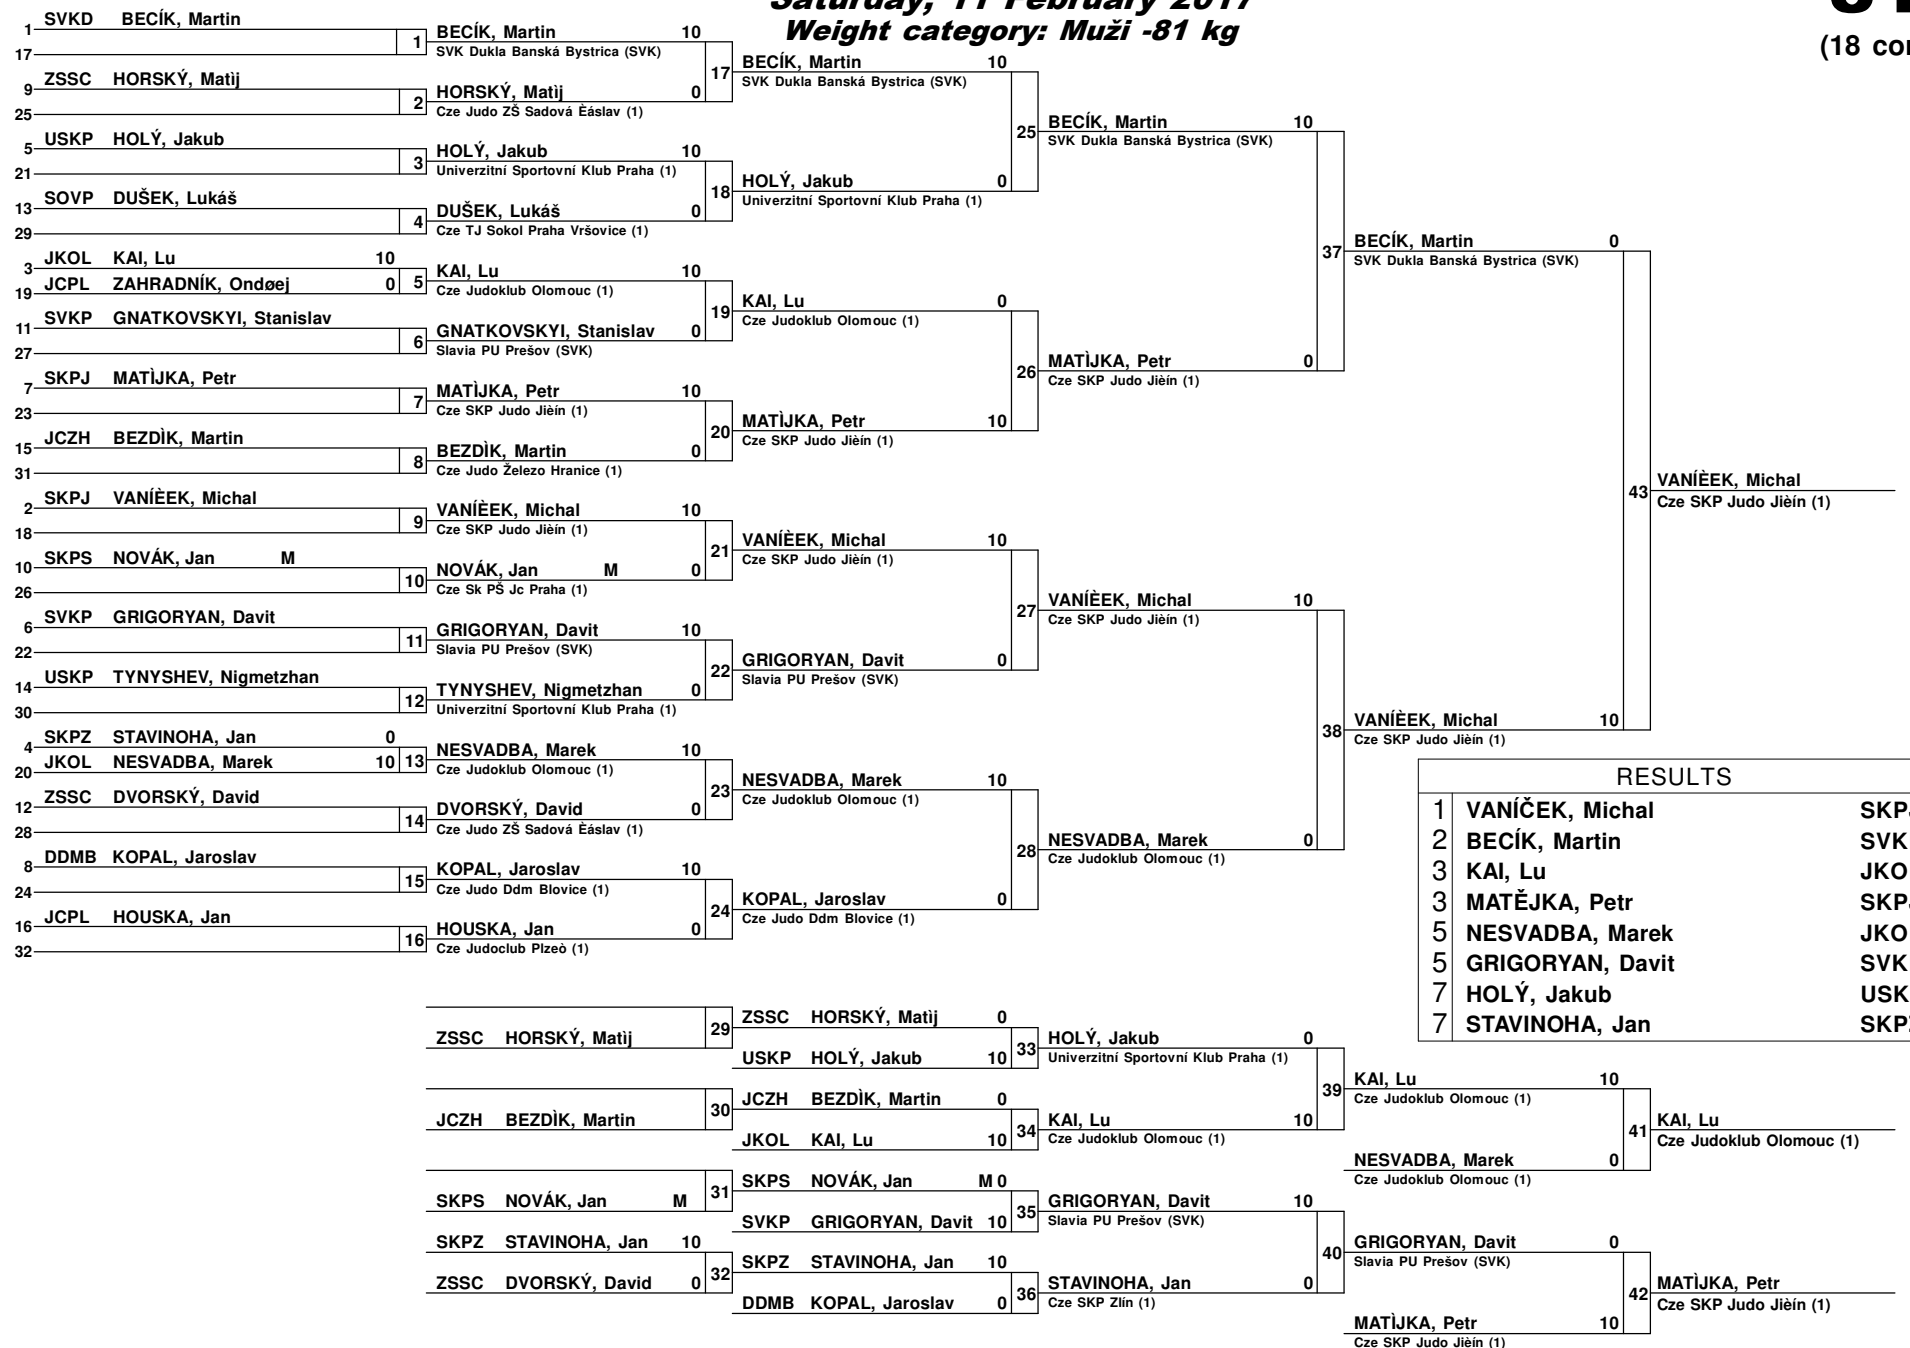 Saturday, 11 February 2017
Weight category: Muži -81 kg
(18
1 SVKD BECÍK, Martin
17
1
9 ZSSC HORSKÝ, Matìj
25
2
5 USKP HOLÝ, Jakub
21
3
13 SOVP DUŠEK, Lukáš
29
4
3 JKOL KAI, Lu 10
19 JCPL ZAHRADNÍK, Ondøej 0
5
11 SVKP GNATKOVSKYI, Stanislav
27
6
7 SKPJ MATÌJKA, Petr
23
7
15 JCZH BEZDÌK, Martin
31
8
2 SKPJ VANÍÈEK, Michal
18
9
10 SKPS NOVÁK, Jan M
26
10
6 SVKP GRIGORYAN, Davit
22
11
14 USKP TYNYSHEV, Nigmetzhan
30
12
4 SKPZ STAVINOHA, Jan 0
20 JKOL NESVADBA, Marek 10
13
12 ZSSC DVORSKÝ, David
28
14
8 DDMB KOPAL, Jaroslav
24
15
16 JCPL HOUSKA, Jan
32
16
BECÍK, Martin 10
SVK Dukla Banská Bystrica (SVK)
17
HORSKÝ, Matìj 0
Cze Judo ZŠ Sadová Èáslav (1)
HOLÝ, Jakub 10
Univerzitní Sportovní Klub Praha (1)
18
DUŠEK, Lukáš 0
Cze TJ Sokol Praha Vršovice (1)
KAI, Lu 10
Cze Judoklub Olomouc (1)
19
GNATKOVSKYI, Stanislav 0
Slavia PU Prešov (SVK)
MATÌJKA, Petr 10
Cze SKP Judo Jièín (1)
20
BEZDÌK, Martin 0
Cze Judo Železo Hranice (1)
VANÍÈEK, Michal 10
Cze SKP Judo Jièín (1)
21
NOVÁK, Jan M 0
Cze Sk PŠ Jc Praha (1)
GRIGORYAN, Davit 10
Slavia PU Prešov (SVK)
22
TYNYSHEV, Nigmetzhan 0
Univerzitní Sportovní Klub Praha (1)
NESVADBA, Marek 10
Cze Judoklub Olomouc (1)
23
DVORSKÝ, David 0
Cze Judo ZŠ Sadová Èáslav (1)
KOPAL, Jaroslav 10
Cze Judo Ddm Blovice (1)
24
HOUSKA, Jan 0
Cze Judoclub Plzeò (1)
BECÍK, Martin 10
SVK Dukla Banská Bystrica (SVK)
25
HOLÝ, Jakub 0
Univerzitní Sportovní Klub Praha (1)
KAI, Lu 0
Cze Judoklub Olomouc (1)
26
MATÌJKA, Petr 10
Cze SKP Judo Jièín (1)
VANÍÈEK, Michal 10
Cze SKP Judo Jièín (1)
27
GRIGORYAN, Davit 0
Slavia PU Prešov (SVK)
NESVADBA, Marek 10
Cze Judoklub Olomouc (1)
28
KOPAL, Jaroslav 0
Cze Judo Ddm Blovice (1)
BECÍK, Martin 10
SVK Dukla Banská Bystrica (SVK)
37
MATÌJKA, Petr 0
Cze SKP Judo Jièín (1)
VANÍÈEK, Michal 10
Cze SKP Judo Jièín (1)
38
NESVADBA, Marek 0
Cze Judoklub Olomouc (1)
BECÍK, Martin 0
SVK Dukla Banská Bystrica (SVK)
43
VANÍÈEK, Michal 10
Cze SKP Judo Jièín (1)
VANÍÈEK, Michal
Cze SKP Judo Jièín (1)
RESULTS
1 VANÍČEK, Michal
2 BECÍK, Martin
3 KAI, Lu
3 MATĚJKA, Petr
5 NESVADBA, Marek
5 GRIGORYAN, Davit
7 HOLÝ, Jakub
7 STAVINOHA, Jan
ZSSC HORSKÝ, Matìj
29
JCZH BEZDÌK, Martin
30
SKPS NOVÁK, Jan M
31
SKPZ STAVINOHA, Jan 10
32
ZSSC DVORSKÝ, David 0
ZSSC HORSKÝ, Matìj 0
33
USKP HOLÝ, Jakub 10
JCZH BEZDÌK, Martin 0
34
JKOL KAI, Lu 10
SKPS NOVÁK, Jan M 0
35
SVKP GRIGORYAN, Davit 10
SKPZ STAVINOHA, Jan 10
36
DDMB KOPAL, Jaroslav 0
HOLÝ, Jakub 0
Univerzitní Sportovní Klub Praha (1)
39
KAI, Lu 10
Cze Judoklub Olomouc (1)
GRIGORYAN, Davit 10
Slavia PU Prešov (SVK)
40
STAVINOHA, Jan 0
Cze SKP Zlín (1)
KAI, Lu 10
Cze Judoklub Olomouc (1)
41
NESVADBA, Marek 0
Cze Judoklub Olomouc (1)
GRIGORYAN, Davit 0
Slavia PU Prešov (SVK)
42
MATÌJKA, Petr 10
Cze SKP Judo Jièín (1)
KAI, Lu
Cze Judoklub Olomouc (1)
MATÌJKA, Petr
Cze SKP Judo Jièín (1)